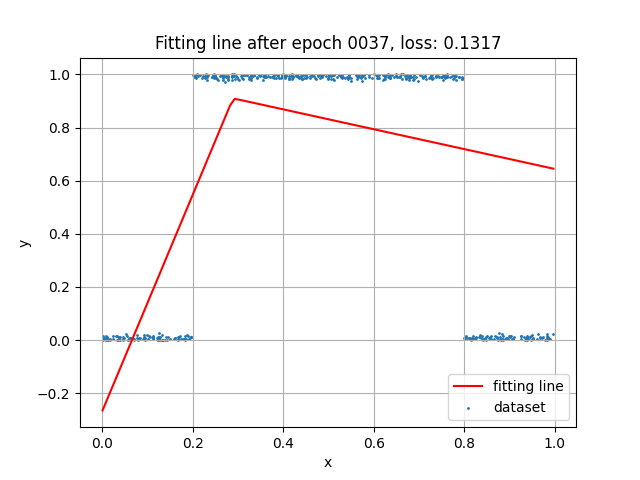 Fitting line after epoch 0037, loss: 0.1317
1.0
0.8
0.6
0.4
0.2
0.0
−0.2
y
0.0 0.2 0.4 0.6 0.8 1.0
x
fitting line
dataset